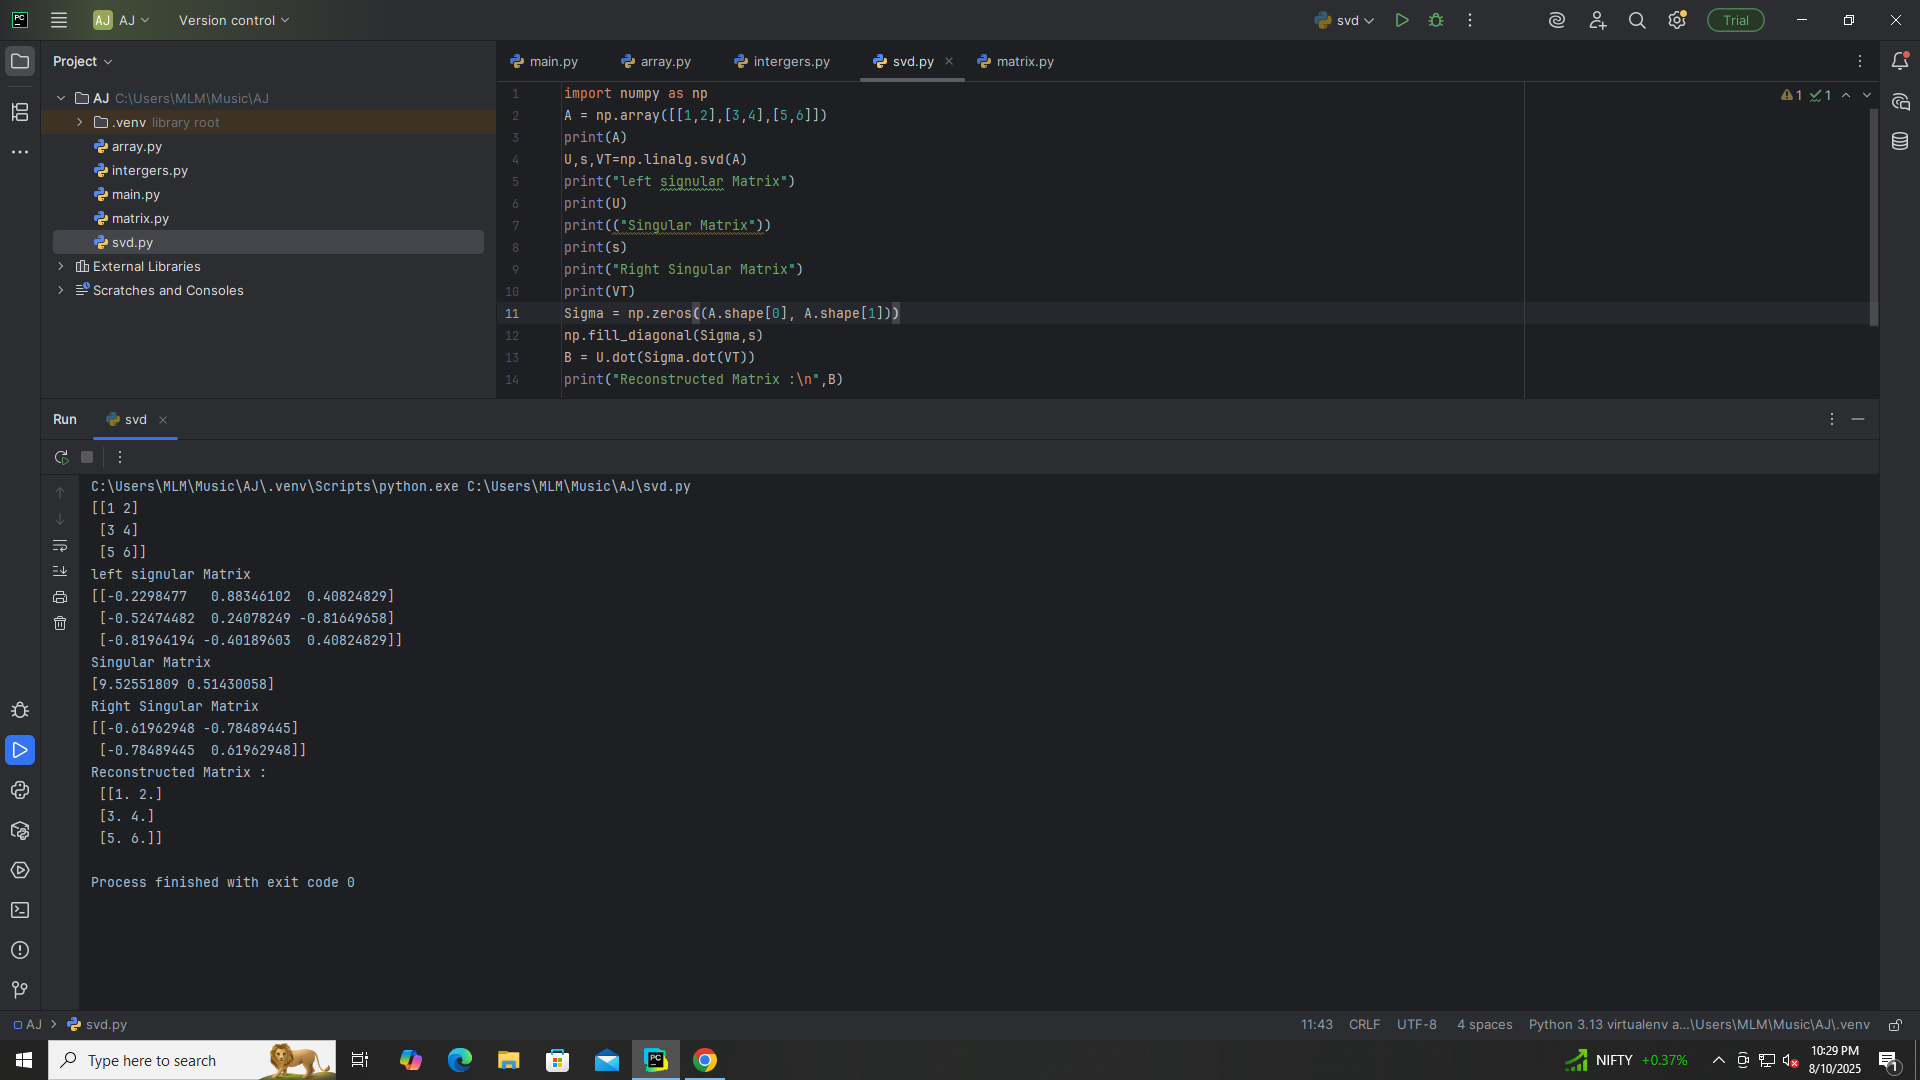 PC AJ AJ Version control svd Trial
Project main.py array.py intergers.py svd.py matrix.py
AJ C:\Users\MLM\Music\AJ
.venv library root
array.py
intergers.py
main.py
matrix.py
svd.py
External Libraries
Scratches and Consoles
1 import numpy as np
2 A = np.array([[1,2],[3,4],[5,6]])
3 print(A)
4 U,s,VT=np.linalg.svd(A)
5 print("left signular Matrix")
6 print(U)
7 print(("Singular Matrix"))
8 print(s)
9 print("Right Singular Matrix")
10 print(VT)
11 Sigma = np.zeros((A.shape[0], A.shape[1]))
12 np.fill_diagonal(Sigma,s)
13 B = U.dot(Sigma.dot(VT))
14 print("Reconstructed Matrix :\n",B)
1 1
Run svd
C:\Users\MLM\Music\AJ\.venv\Scripts\python.exe C:\Users\MLM\Music\AJ\svd.py
[[1 2]
[3 4]
[5 6]]
left signular Matrix
[[-0.2298477   0.88346102  0.40824829]
[-0.52474482  0.24078249 -0.81649658]
[-0.81964194 -0.40189603  0.40824829]]
Singular Matrix
[9.52551809 0.51430058]
Right Singular Matrix
[[-0.61962948 -0.78489445]
[-0.78489445  0.61962948]]
Reconstructed Matrix :
[[1. 2.]
[3. 4.]
[5. 6.]]
Process finished with exit code 0
AJ svd.py 11:43 CRLF UTF-8 4 spaces Python 3.13 virtualenv a...\Users\MLM\Music\AJ\.venv
Type here to search PC NIFTY +0.37% 10:29 PM
8/10/2025 1